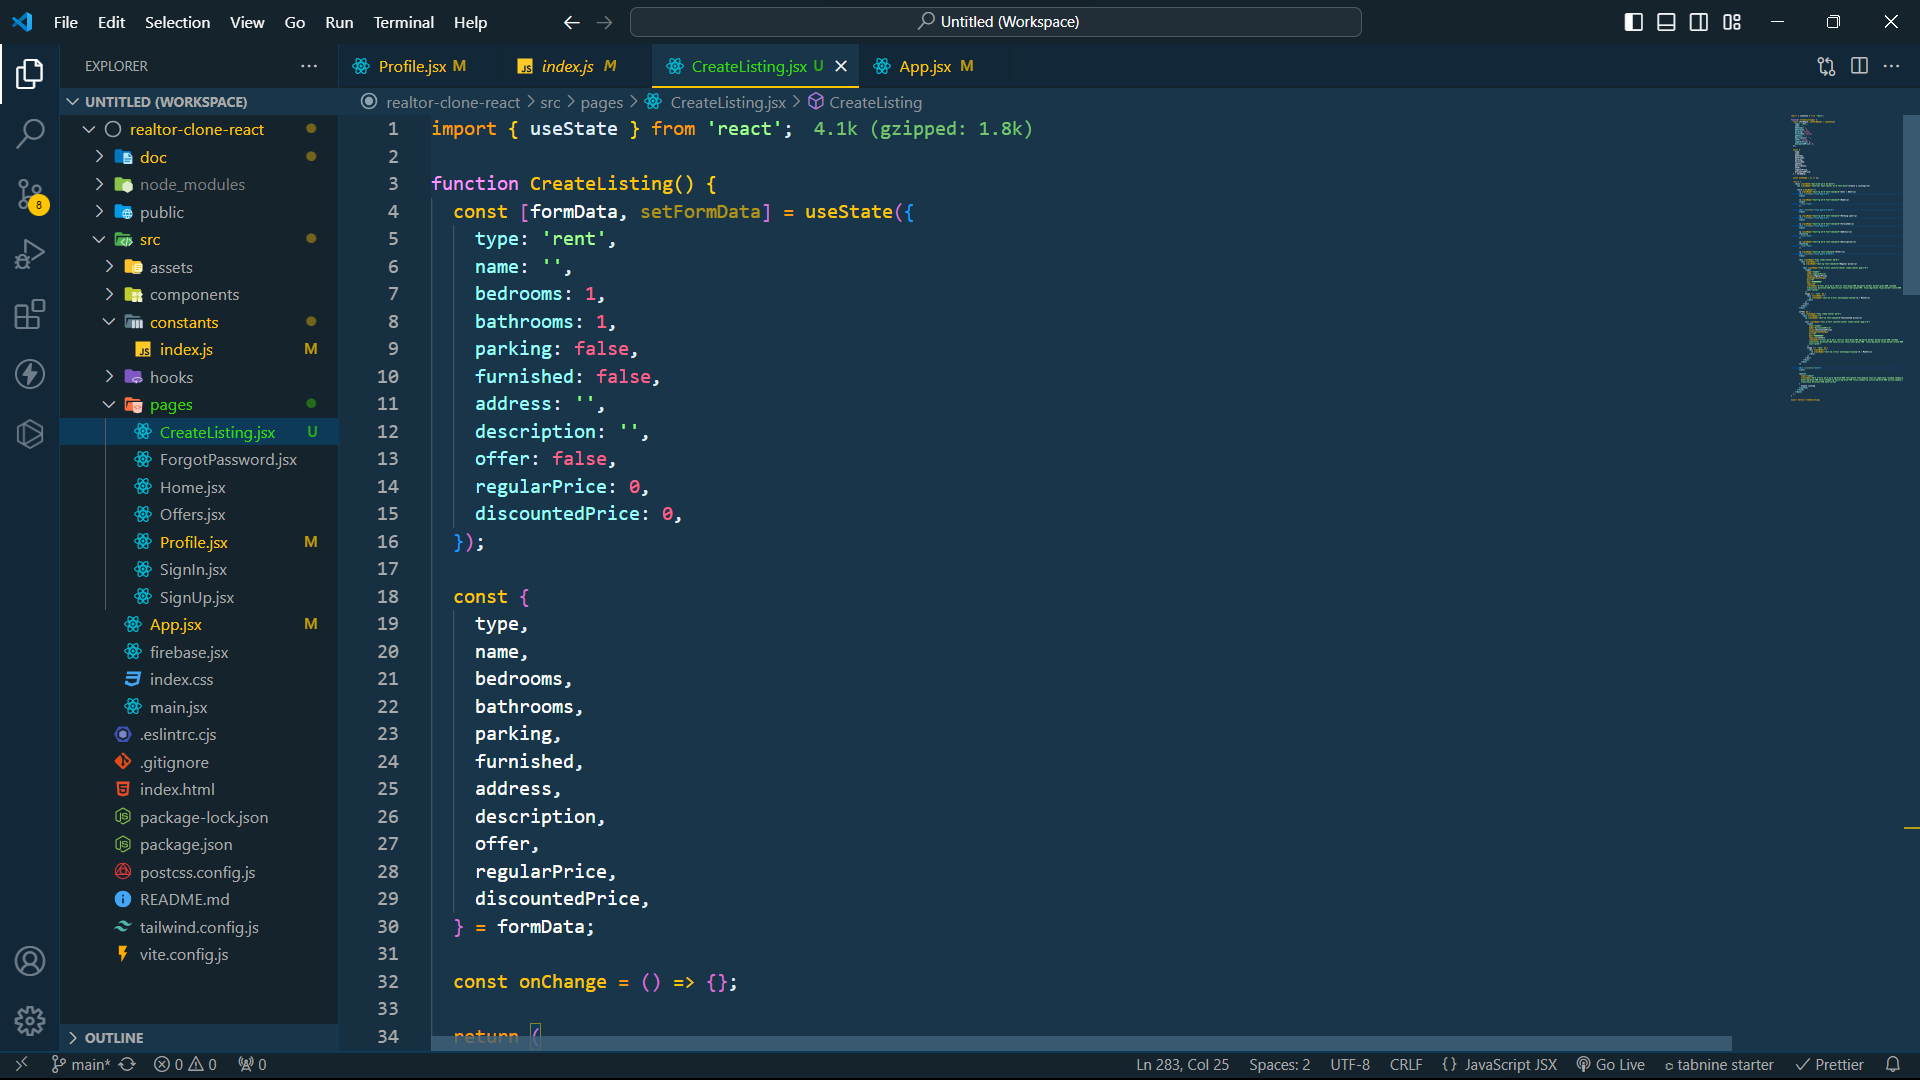 File Edit Selection View Go Run Terminal Help
Untitled (Workspace)
EXPLORER
Profile.jsx M
index.js M
CreateListing.jsx U
App.jsx M
UNTITLED (WORKSPACE)
realtor-clone-react > src > pages > CreateListing.jsx > CreateListing
realtor-clone-react
doc
node_modules
public
src
assets
components
constants
index.js M
hooks
pages
CreateListing.jsx U
ForgotPassword.jsx
Home.jsx
Offers.jsx
Profile.jsx M
SignIn.jsx
SignUp.jsx
App.jsx M
firebase.jsx
index.css
main.jsx
.eslintrc.cjs
.gitignore
index.html
package-lock.json
package.json
postcss.config.js
README.md
tailwind.config.js
vite.config.js
OUTLINE
8
1 import { useState } from 'react'; 4.1k (gzipped: 1.8k)
2
3 function CreateListing() {
4 const [formData, setFormData] = useState({
5 type: 'rent',
6 name: '',
7 bedrooms: 1,
8 bathrooms: 1,
9 parking: false,
10 furnished: false,
11 address: '',
12 description: '',
13 offer: false,
14 regularPrice: 0,
15 discountedPrice: 0,
16 });
17
18 const {
19 type,
20 name,
21 bedrooms,
22 bathrooms,
23 parking,
24 furnished,
25 address,
26 description,
27 offer,
28 regularPrice,
29 discountedPrice,
30 } = formData;
31
32 const onChange = () => {};
33
34 return (
main* 0 0 0
Ln 283, Col 25 Spaces: 2 UTF-8 CRLF {} JavaScript JSX Go Live tabnine starter Prettier